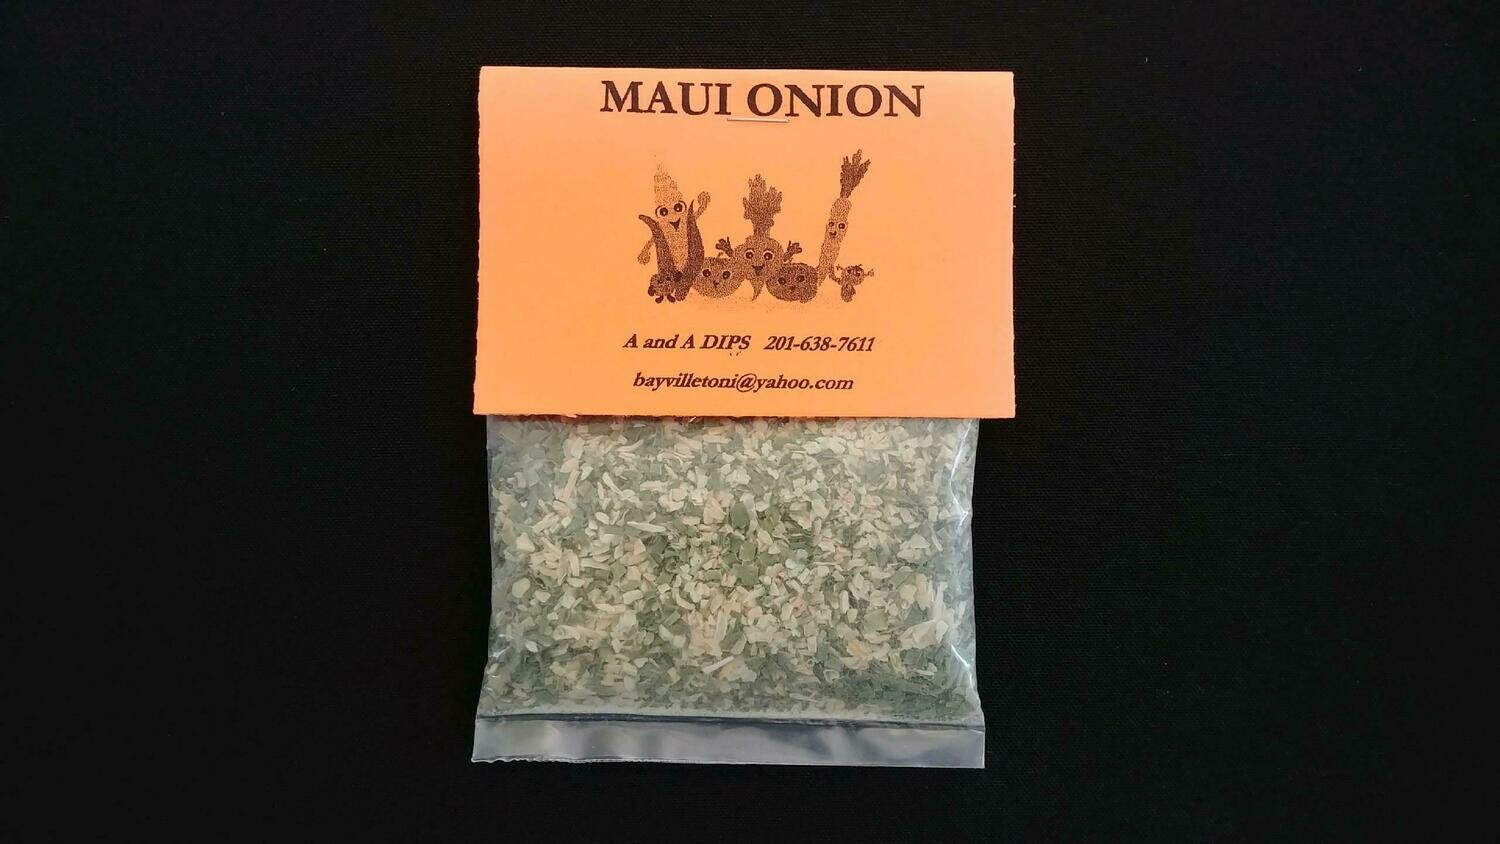 MAUI ONION
A and A DIPS 201-638-7611
bayvilletoni@yahoo.com